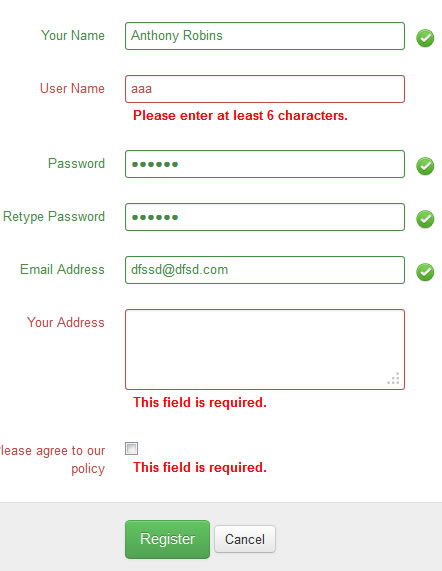 Your Name Anthony Robins
User Name aaa
Please enter at least 6 characters.
Password ••••••
Retype Password ••••••
Email Address dfssd@dfsd.com
Your Address
This field is required.
lease agree to our
policy
This field is required.
Register Cancel